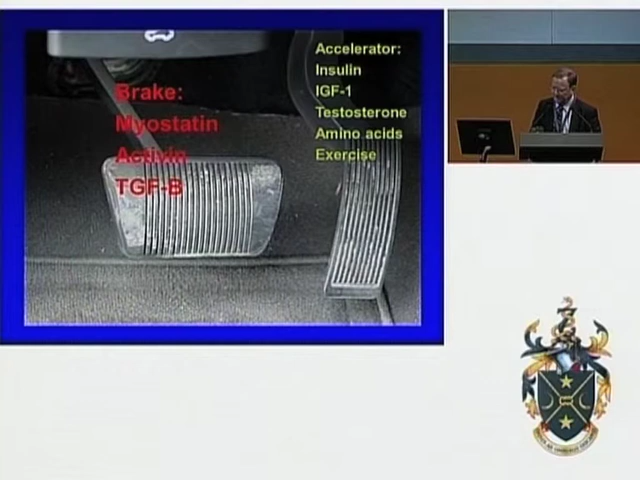 Brake:
Myostatin
Activin
TGF-B
Accelerator:
Insulin
IGF-1
Testosterone
Amino acids
Exercise